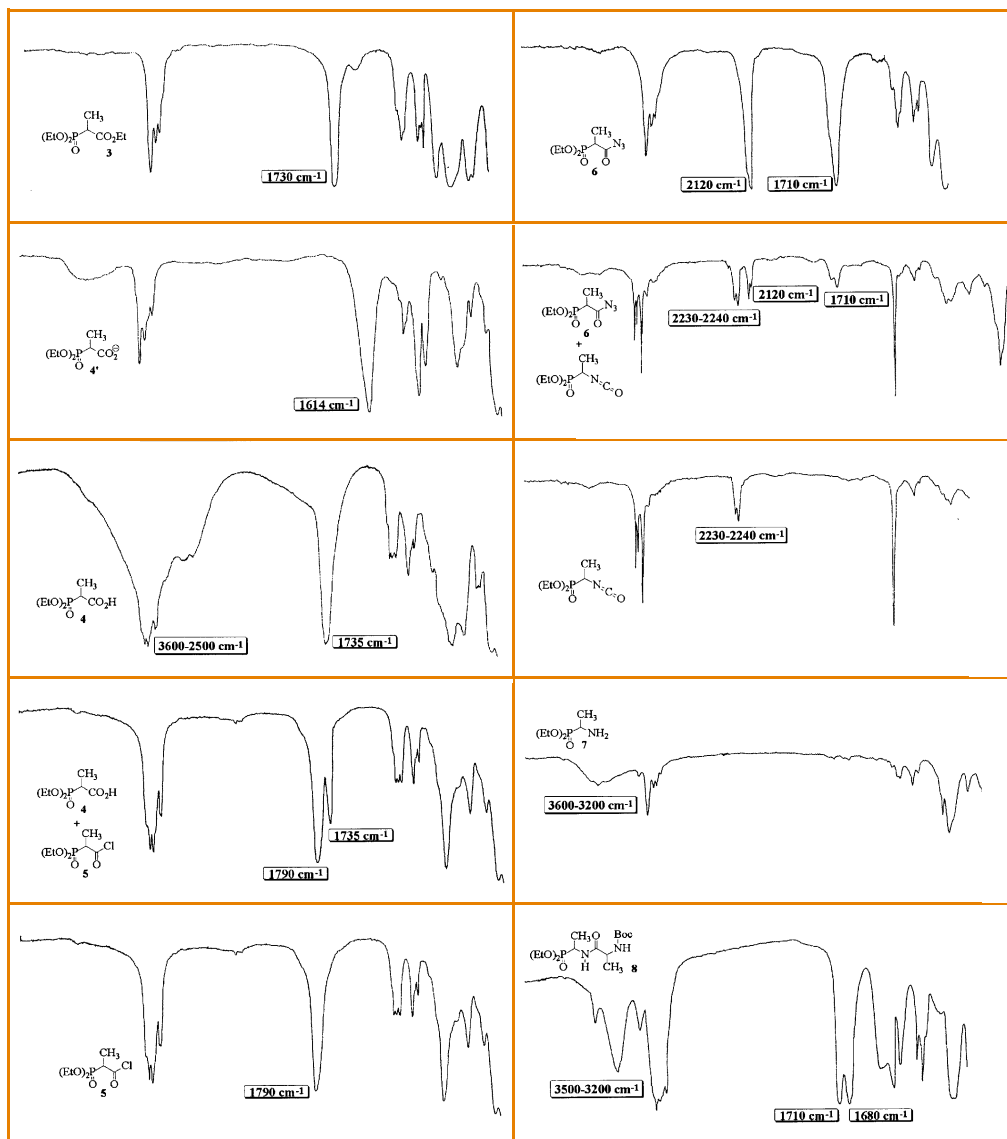 CH3
(EtO)2P CO2Et
O
3
1730 cm-1
CH3
(EtO)2P CO2⊖
O
4'
1614 cm-1
CH3
(EtO)2P CO2H
O
4
3600-2500 cm-1
1735 cm-1
CH3
(EtO)2P CO2H
O
4
+
CH3
(EtO)2P Cl
O O
5
1735 cm-1
1790 cm-1
CH3
(EtO)2P Cl
O O
5
1790 cm-1
CH3
(EtO)2P N3
O O
6
2120 cm-1
1710 cm-1
CH3
(EtO)2P N3
O O
6
+
CH3
(EtO)2P N=C=O
O
2230-2240 cm-1
2120 cm-1
1710 cm-1
2230-2240 cm-1
CH3
(EtO)2P N=C=O
O
CH3
(EtO)2P NH2
O
7
3600-3200 cm-1
Boc
CH3 O NH
(EtO)2P N
O H CH3
8
3500-3200 cm-1
1710 cm-1
1680 cm-1